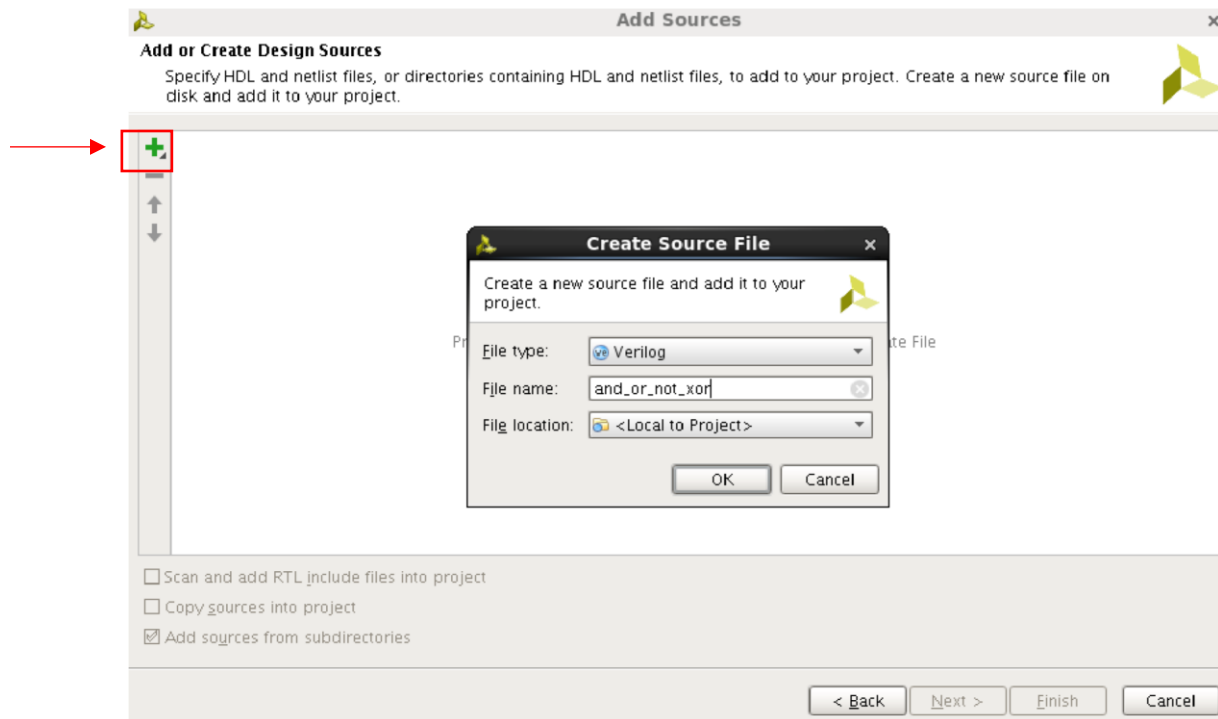 Add Sources
Add or Create Design Sources
Specify HDL and netlist files, or directories containing HDL and netlist files, to add to your project. Create a new source file on
disk and add it to your project.
Create Source File
Create a new source file and add it to your
project.
File type:
Verilog
File name:
and_or_not_xor
File location:
<Local to Project>
OK
Cancel
File
Scan and add RTL include files into project
Copy sources into project
Add sources from subdirectories
< Back
Next >
Finish
Cancel